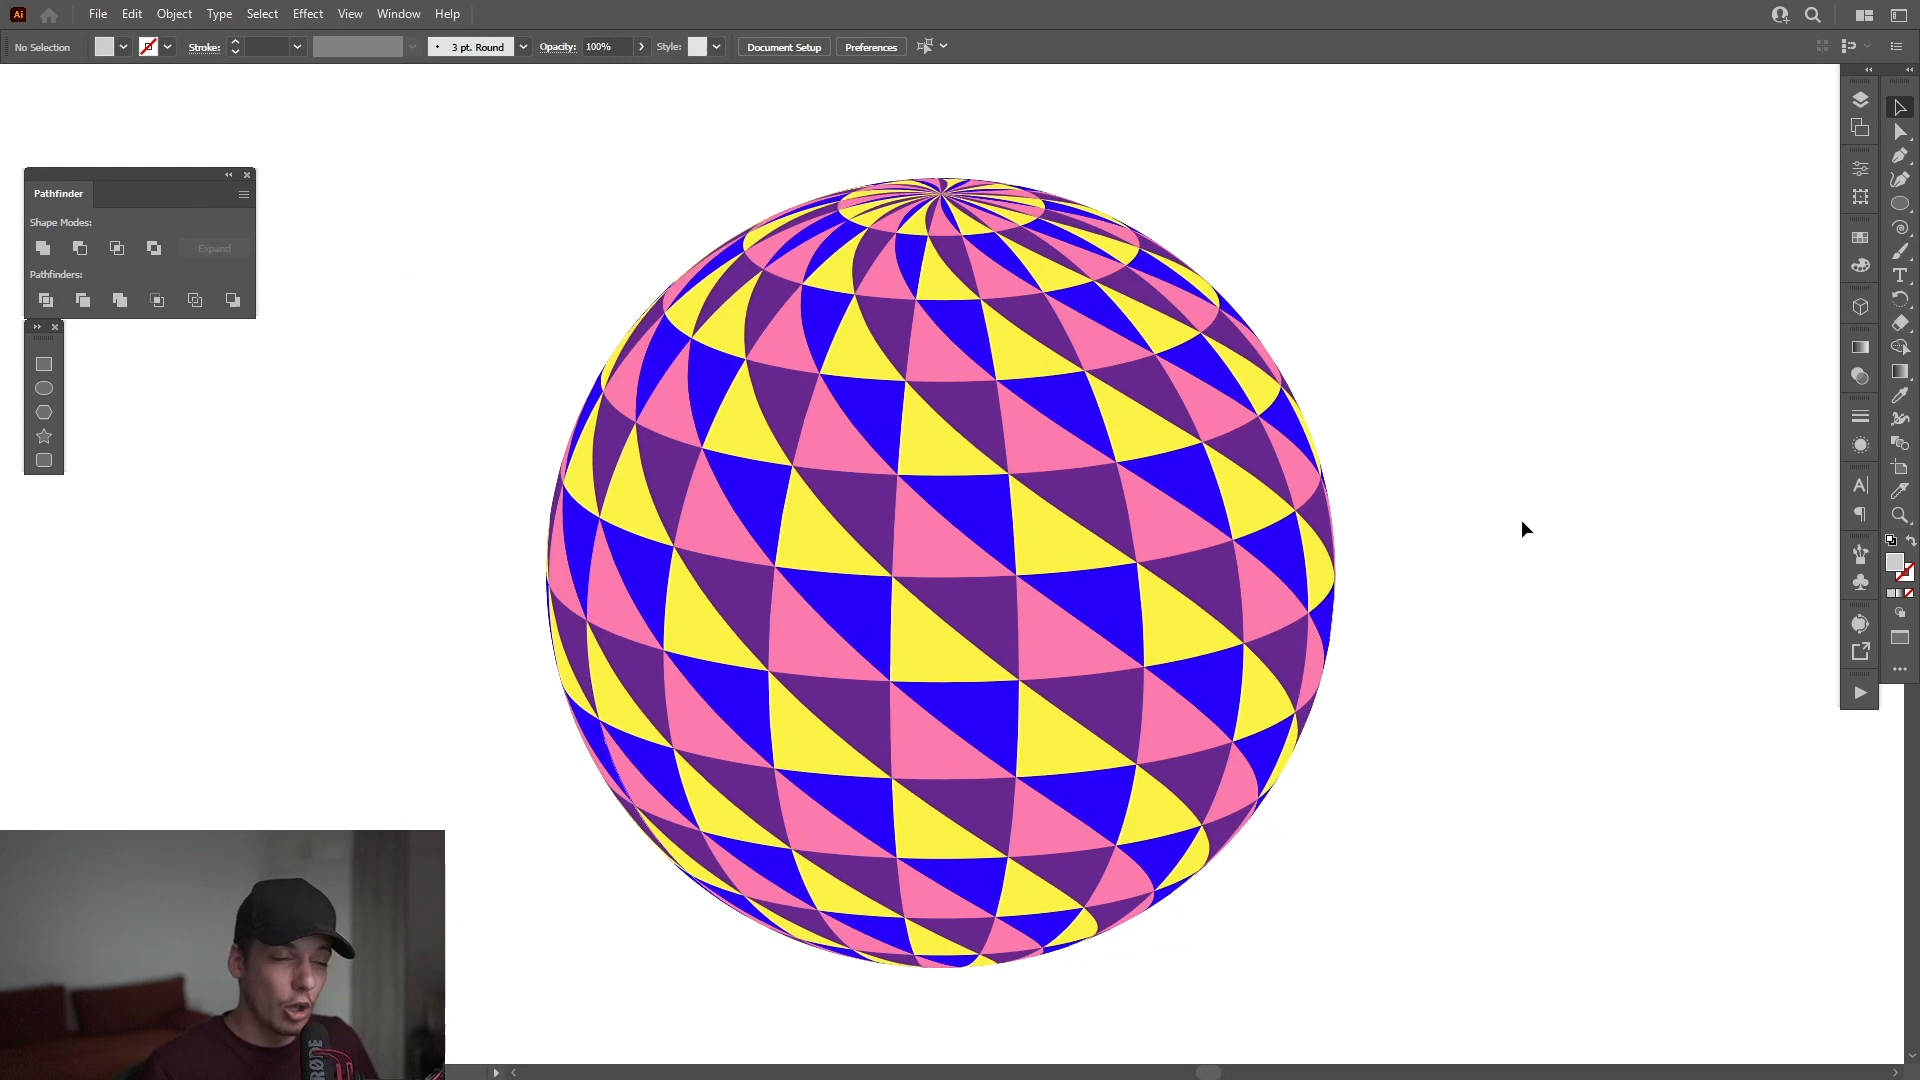 Ai File Edit Object Type Select Effect View Window Help
No Selection Stroke: 3 pt. Round Opacity: 100% Style: Document Setup Preferences
Pathfinder
Shape Modes:
Expand
Pathfinders:
RØDE